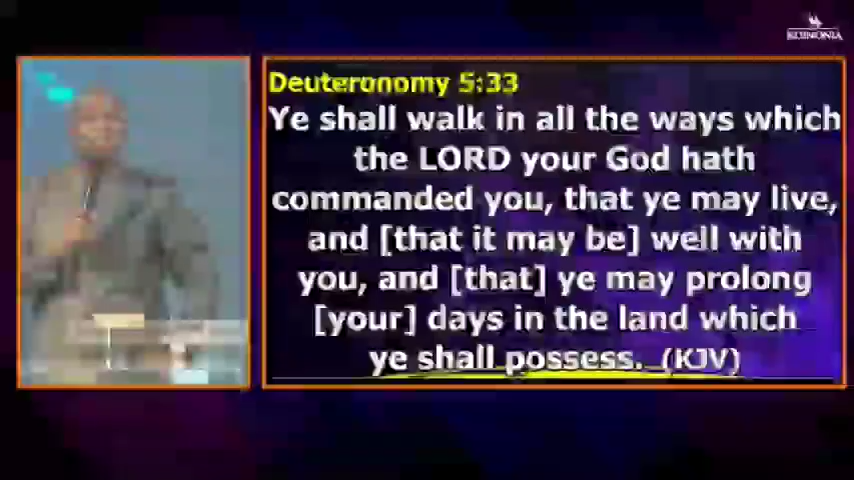 KOINONIA
Deuteronomy 5:33
Ye shall walk in all the ways which
the LORD your God hath
commanded you, that ye may live,
and [that it may be] well with
you, and [that] ye may prolong
[your] days in the land which
ye shall possess. (KJV)